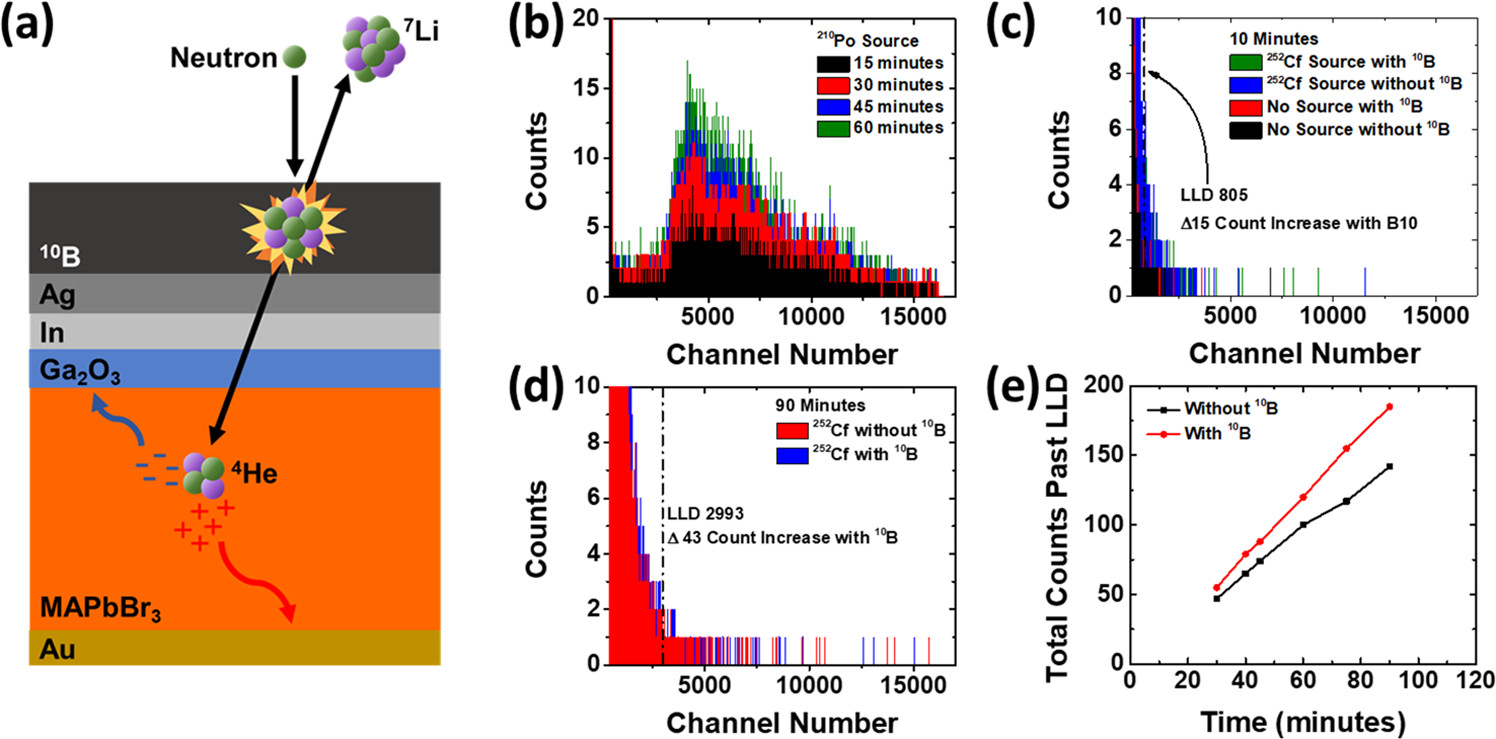 (a)
Neutron
⁷Li
¹⁰B
Ag
In
Ga₂O₃
⁴He
MAPbBr₃
Au
(b)
²¹⁰Po Source
15 minutes
30 minutes
45 minutes
60 minutes
Counts
20
15
10
5
0
5000
10000
15000
Channel Number
(c)
10 Minutes
²⁵²Cf Source with ¹⁰B
²⁵²Cf Source without ¹⁰B
No Source with ¹⁰B
No Source without ¹⁰B
LLD 805
Δ15 Count Increase with B10
Counts
10
8
6
4
2
0
5000
10000
15000
Channel Number
(d)
90 Minutes
²⁵²Cf without ¹⁰B
²⁵²Cf with ¹⁰B
LLD 2993
Δ 43 Count Increase with ¹⁰B
Counts
10
8
6
4
2
0
5000
10000
15000
Channel Number
(e)
Without ¹⁰B
With ¹⁰B
Total Counts Past LLD
200
150
100
50
0
0
20
40
60
80
100
120
Time (minutes)